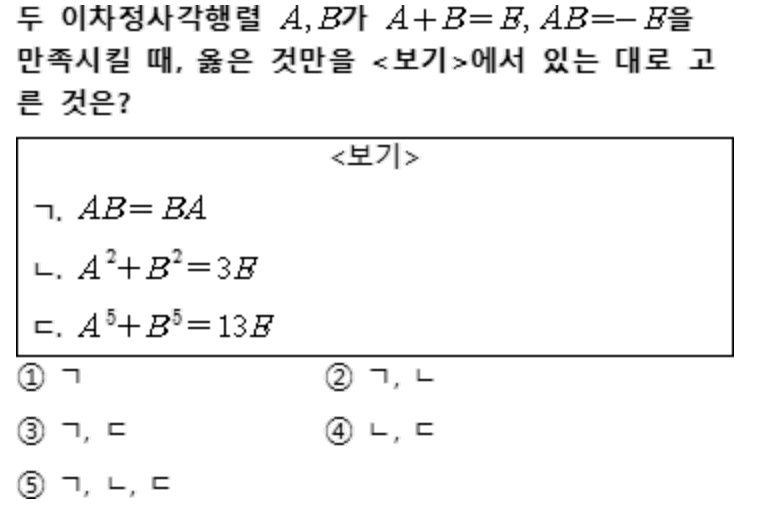 두 이차정사각행렬 A, B가 A+B=E, AB=-E을
만족시킬 때, 옳은 것만을 <보기>에서 있는 대로 고
른 것은?
<보기>
ㄱ. AB=BA
ㄴ. A²+B²=3E
ㄷ. A⁵+B⁵=13E
① ㄱ ② ㄱ, ㄴ
③ ㄱ, ㄷ ④ ㄴ, ㄷ
⑤ ㄱ, ㄴ, ㄷ